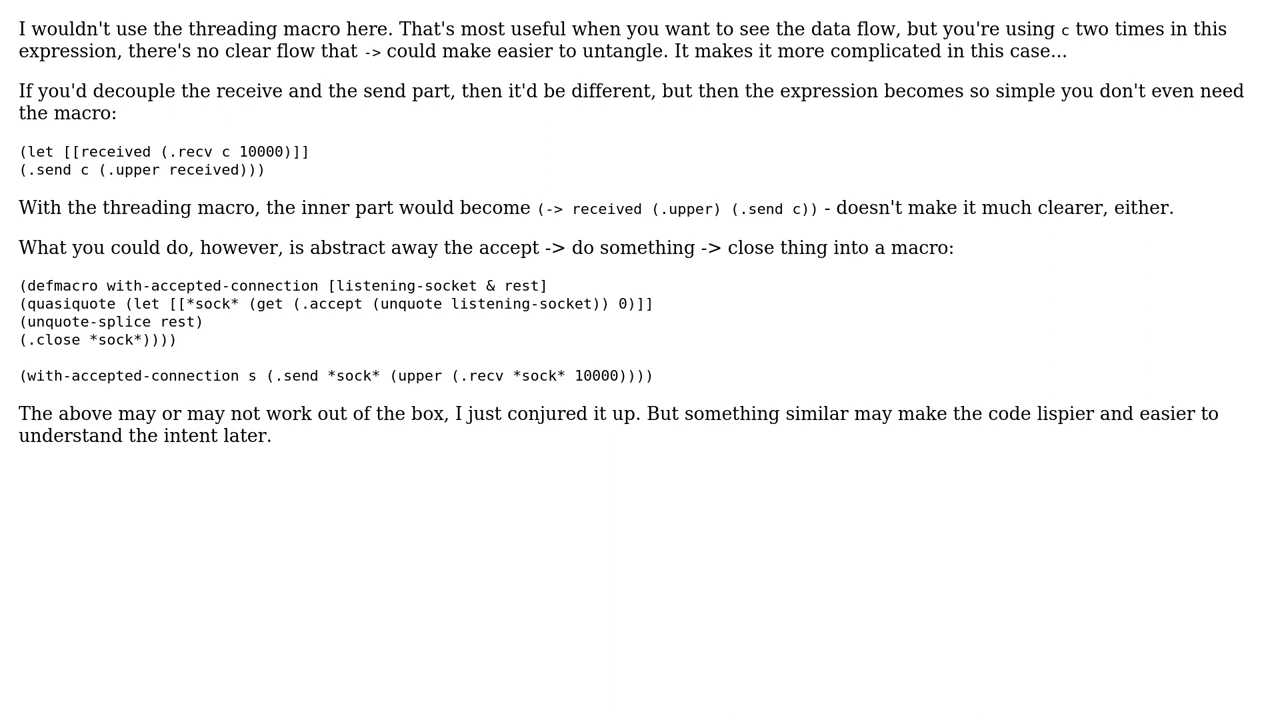 I wouldn't use the threading macro here. That's most useful when you want to see the data flow, but you're using c two times in this
expression, there's no clear flow that -> could make easier to untangle. It makes it more complicated in this case...
If you'd decouple the receive and the send part, then it'd be different, but then the expression becomes so simple you don't even need
the macro:
(let [[received (.recv c 10000)]]
(.send c (.upper received)))
With the threading macro, the inner part would become (-> received (.upper) (.send c)) - doesn't make it much clearer, either.
What you could do, however, is abstract away the accept -> do something -> close thing into a macro:
(defmacro with-accepted-connection [listening-socket & rest]
(quasiquote (let [[*sock* (get (.accept (unquote listening-socket)) 0)]]
(unquote-splice rest)
(.close *sock*))))
(with-accepted-connection s (.send *sock* (upper (.recv *sock* 10000))))
The above may or may not work out of the box, I just conjured it up. But something similar may make the code lispier and easier to
understand the intent later.